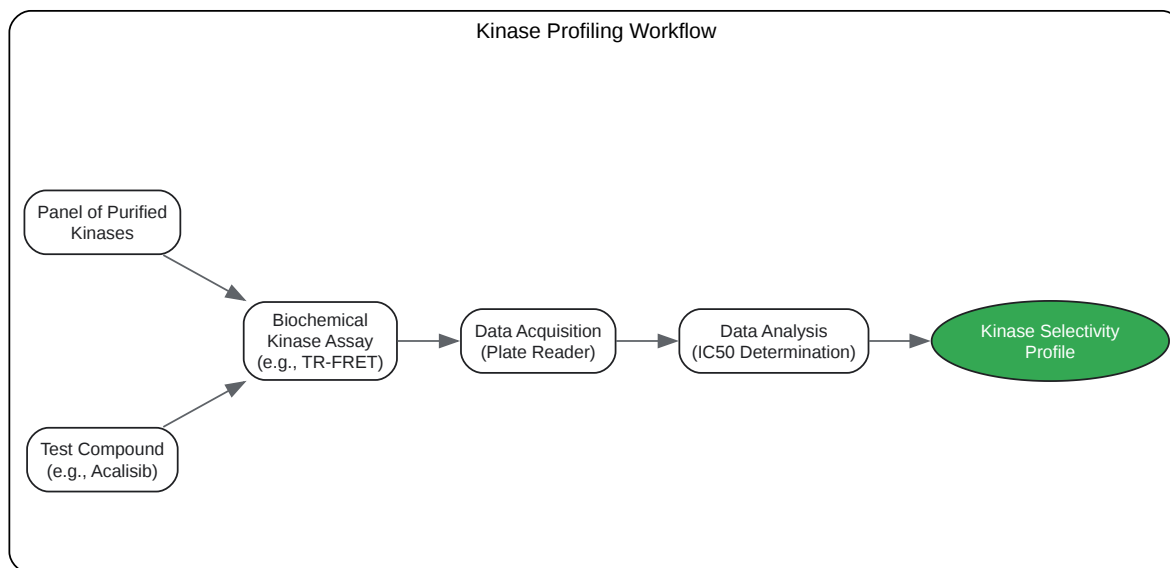 Kinase Profiling Workflow
Panel of Purified
Kinases
Test Compound
(e.g., Acalisib)
Biochemical
Kinase Assay
(e.g., TR-FRET)
Data Acquisition
(Plate Reader)
Data Analysis
(IC50 Determination)
Kinase Selectivity
Profile